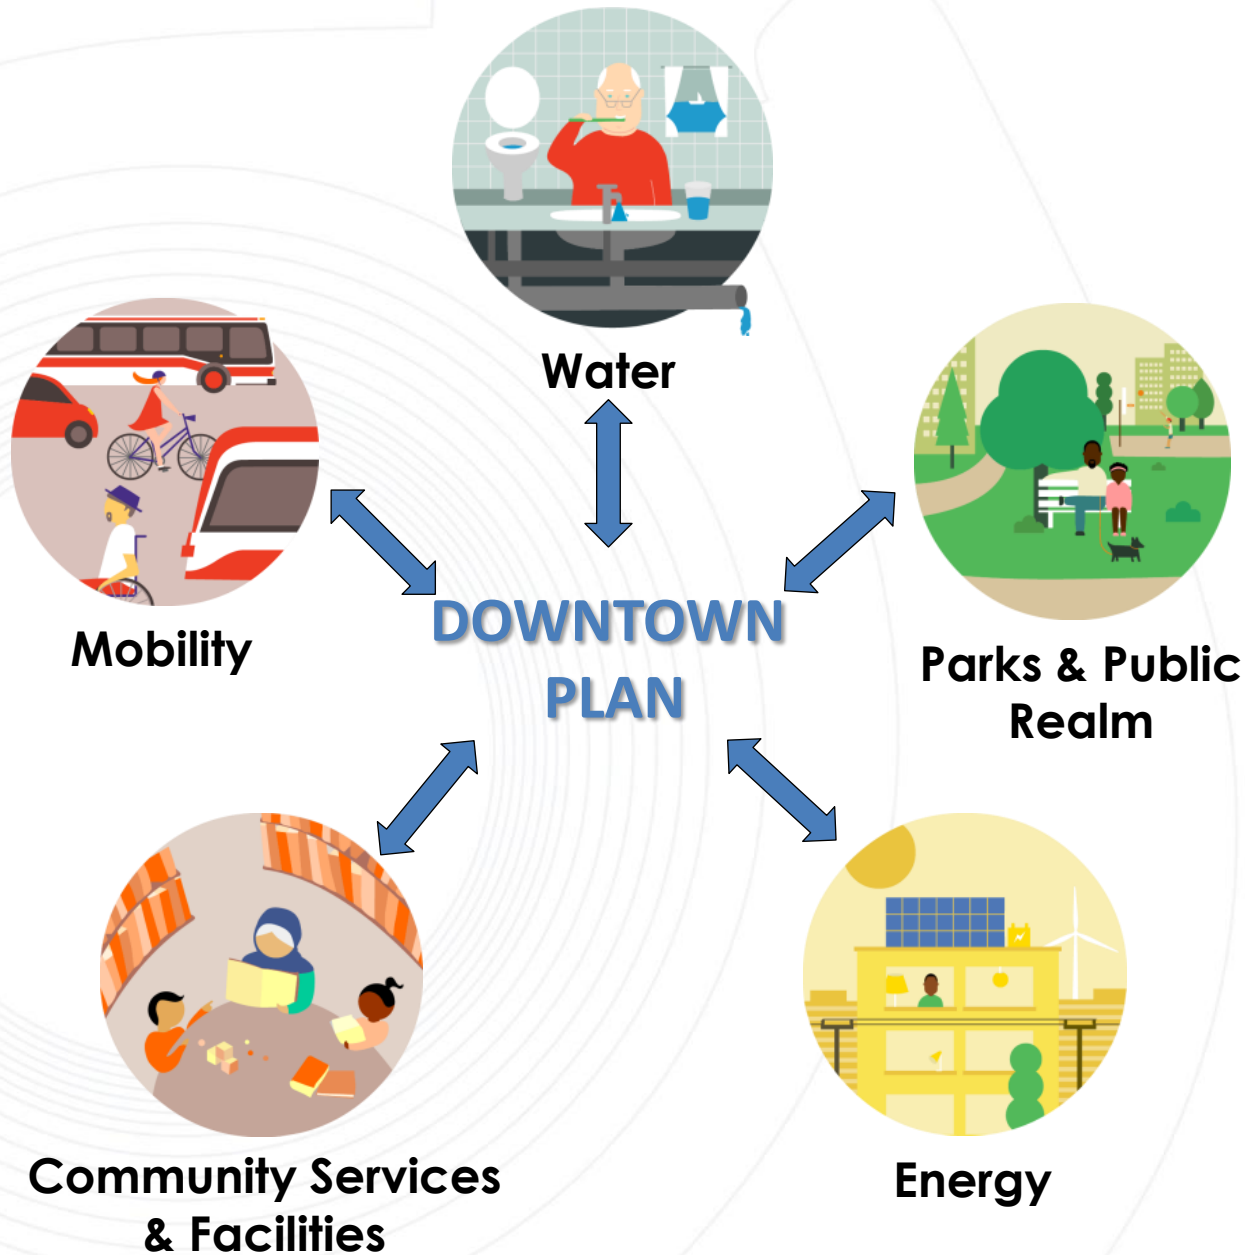 Water
Mobility
DOWNTOWN
PLAN
Parks & Public
Realm
Community Services
& Facilities
Energy